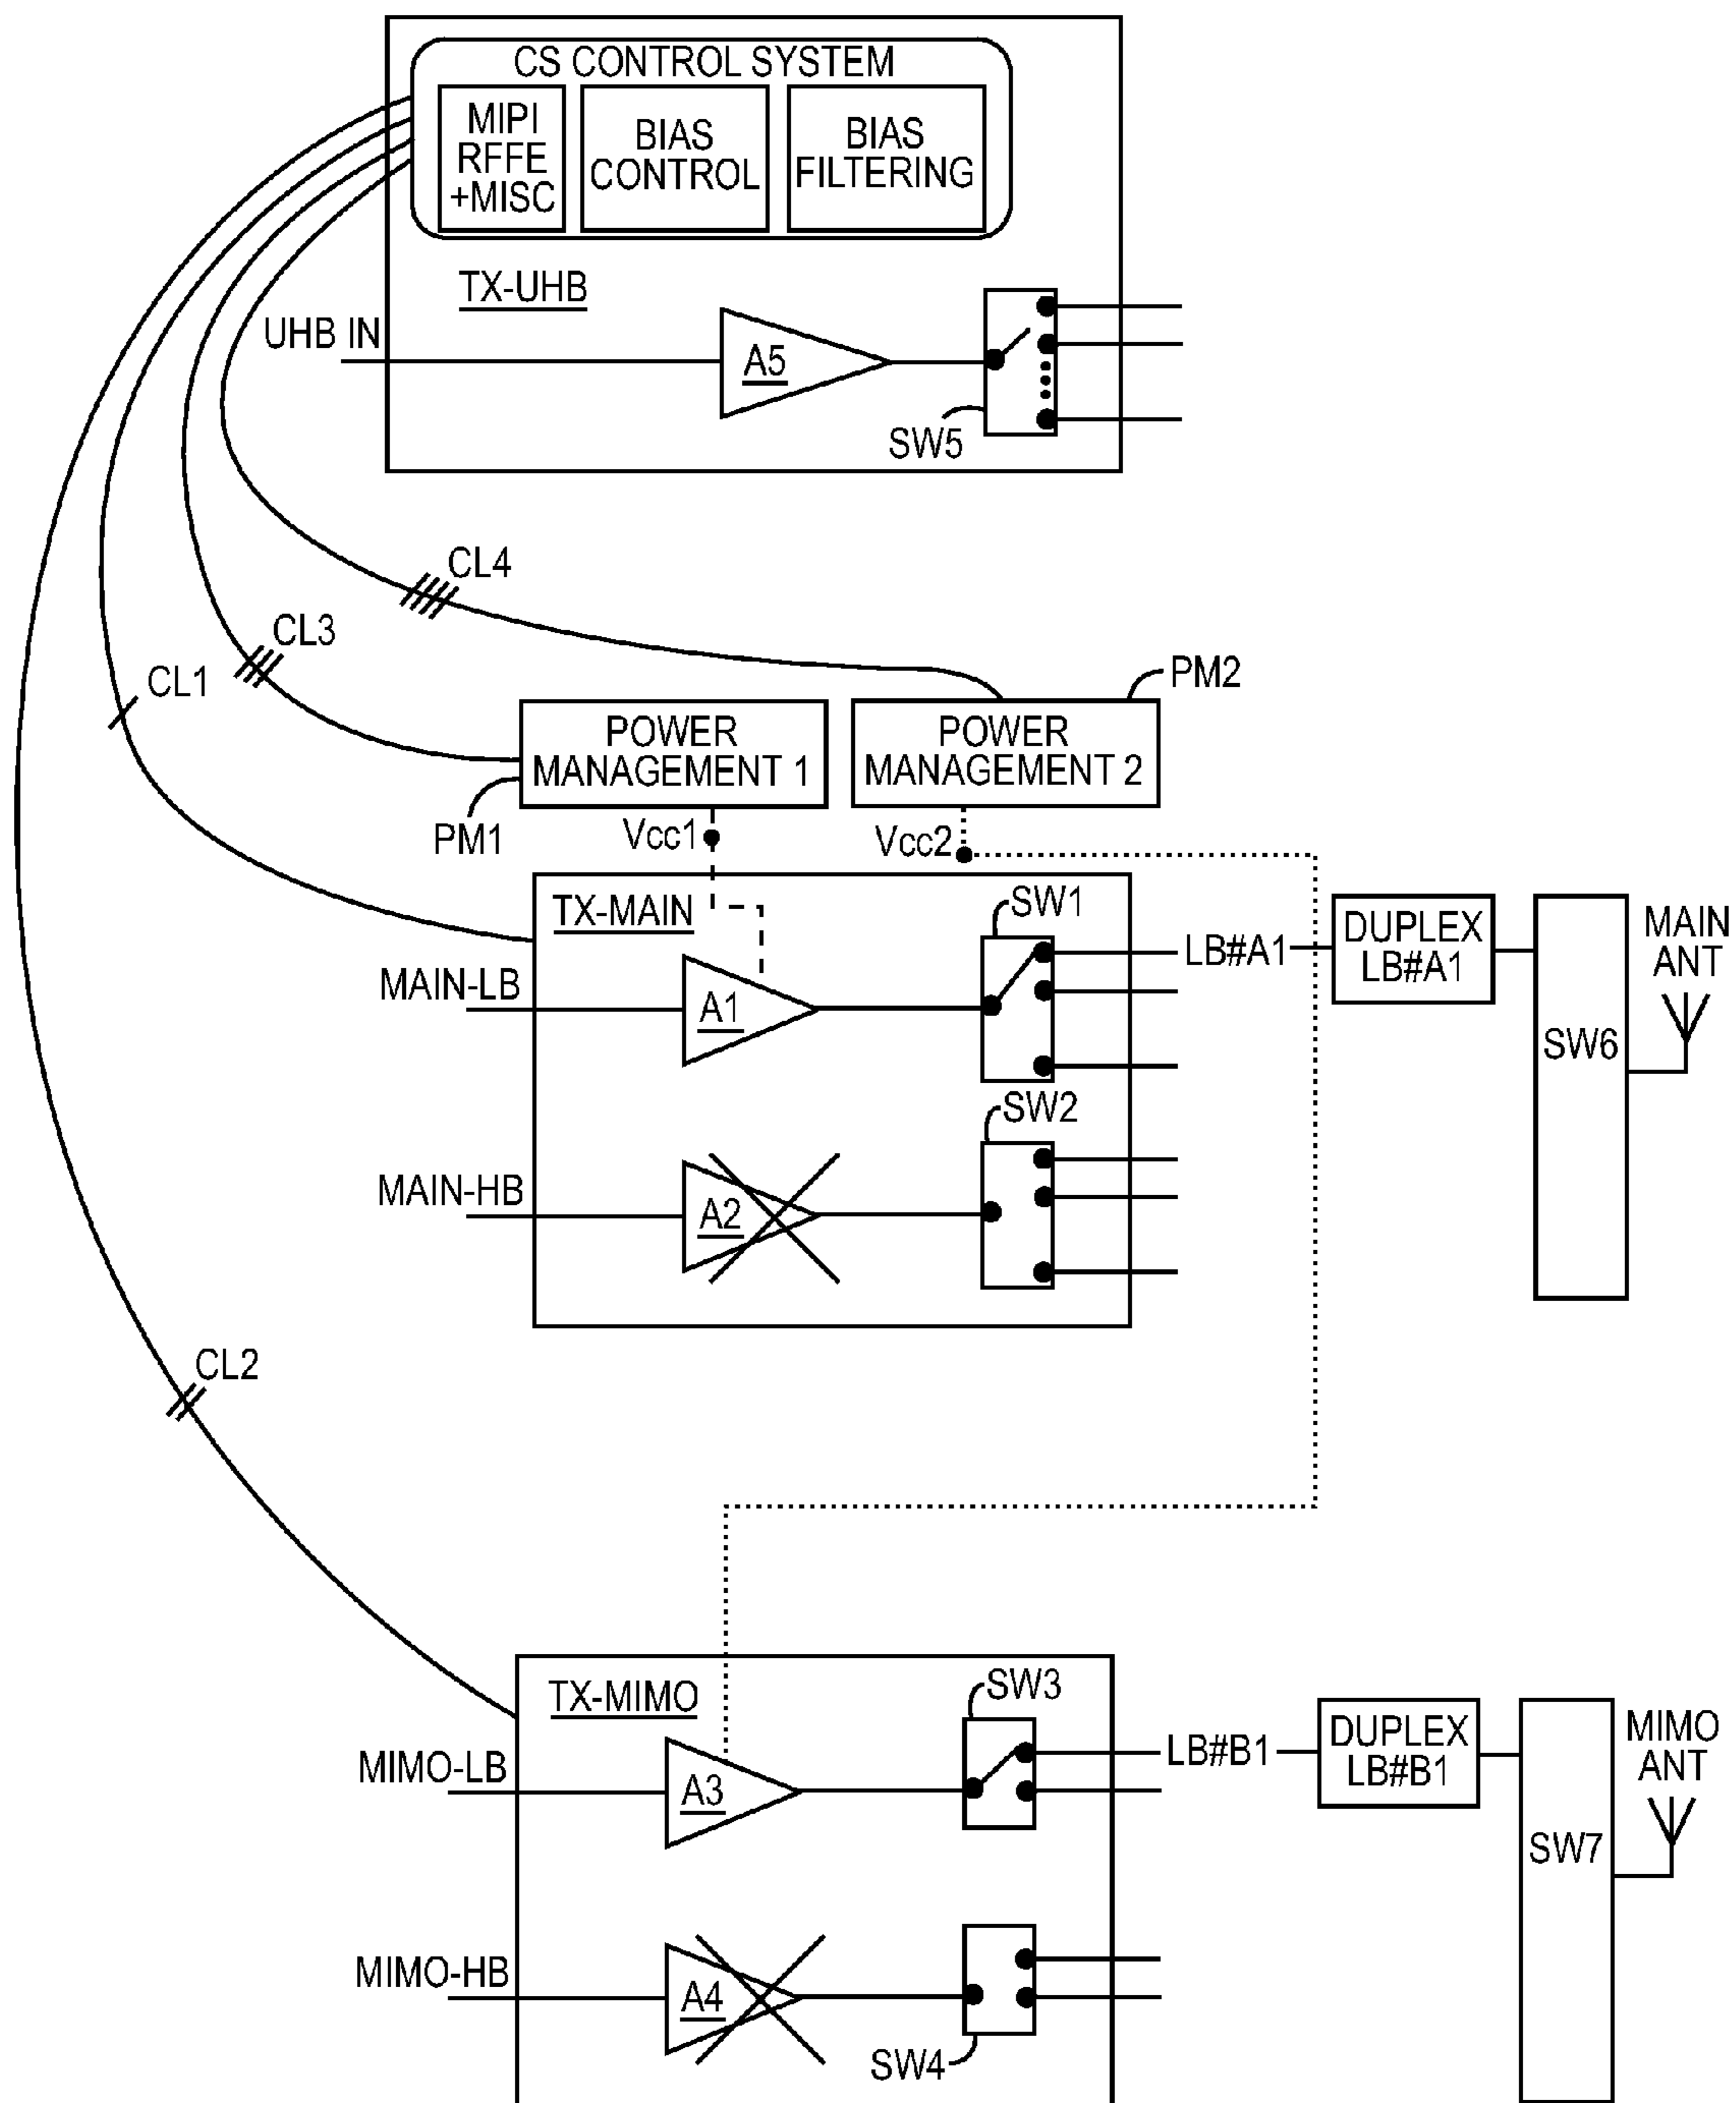 CS CONTROL SYSTEM
MIPI
RFFE
+MISC
BIAS
CONTROL
BIAS
FILTERING
TX-UHB
UHB IN
A5
SW5
CL4
CL3
CL1
PM2
POWER
MANAGEMENT 1
POWER
MANAGEMENT 2
PM1
Vcc1
Vcc2
TX-MAIN
SW1
MAIN-LB
A1
LB#A1
DUPLEX
LB#A1
MAIN
ANT
SW6
SW2
MAIN-HB
A2
CL2
TX-MIMO
SW3
MIMO-LB
A3
LB#B1
DUPLEX
LB#B1
MIMO
ANT
SW7
MIMO-HB
A4
SW4